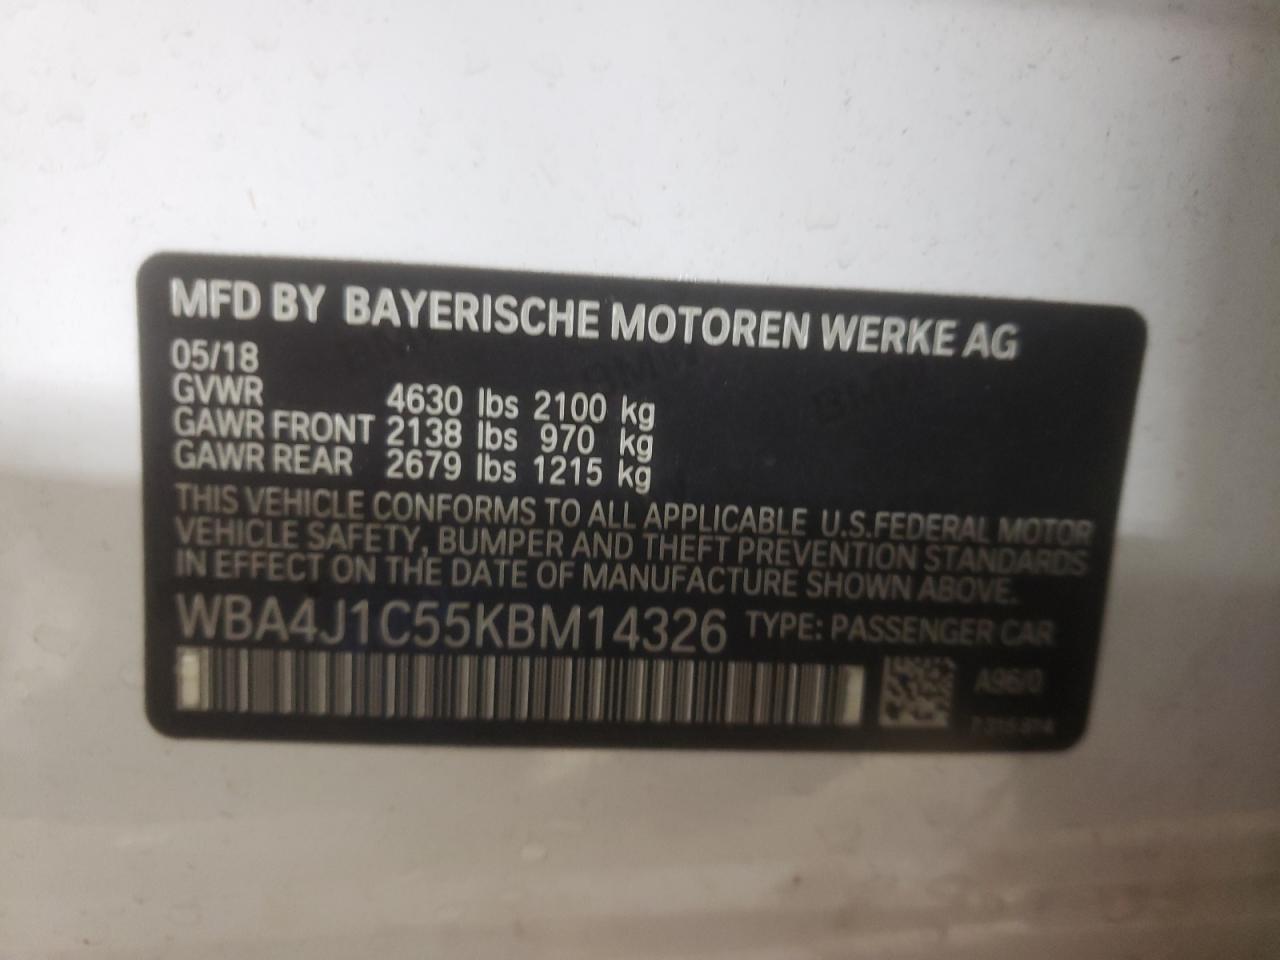 MFD BY BAYERISCHE MOTOREN WERKE AG
05/18
GVWR 4630 lbs 2100 kg
GAWR FRONT 2138 lbs 970 kg
GAWR REAR 2679 lbs 1215 kg
THIS VEHICLE CONFORMS TO ALL APPLICABLE U.S.FEDERAL MOTOR
VEHICLE SAFETY, BUMPER AND THEFT PREVENTION STANDARDS
IN EFFECT ON THE DATE OF MANUFACTURE SHOWN ABOVE.
WBA4J1C55KBM14326 TYPE: PASSENGER CAR
A96/0